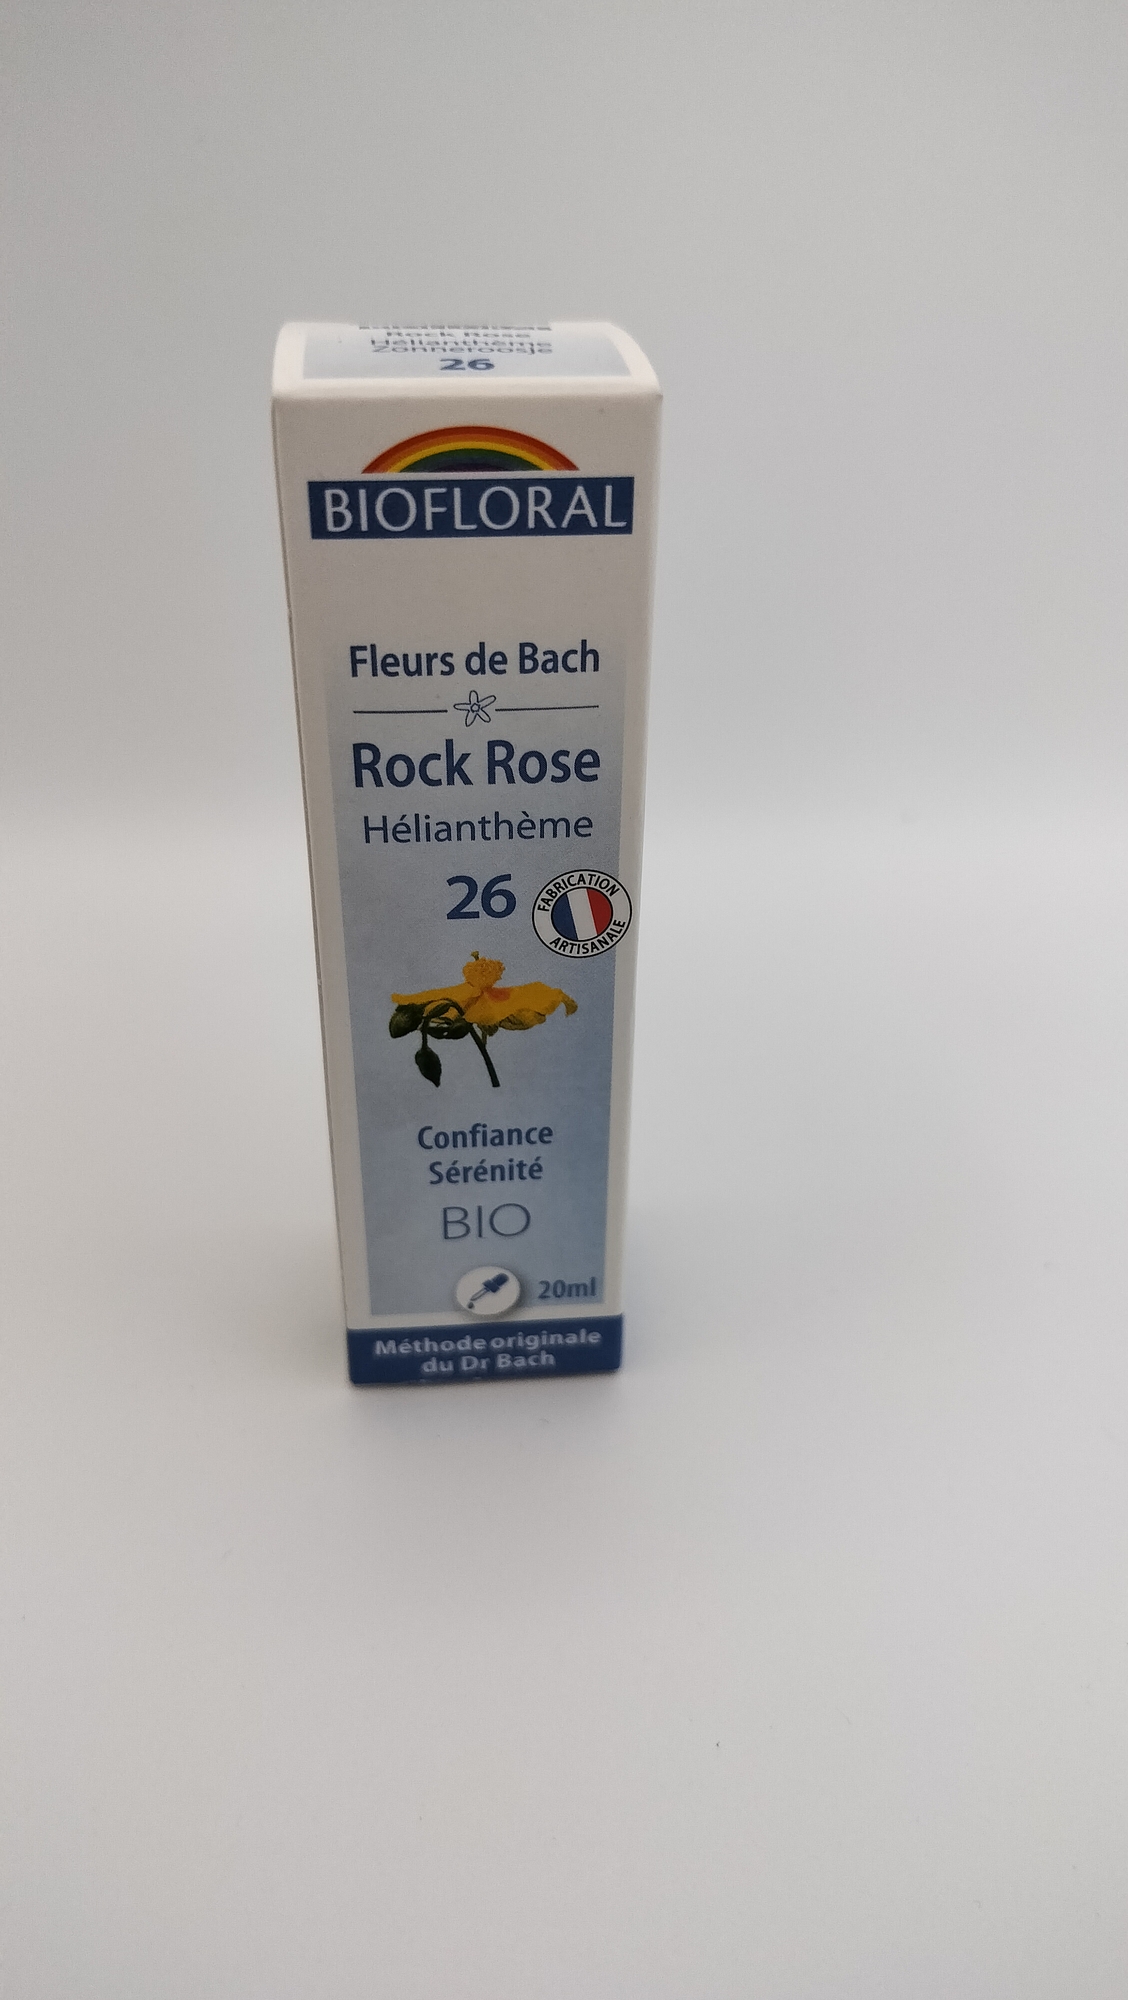 Rock Rose
Hélianthème
Zonneroosje
26
BIOFLORAL
Fleurs de Bach
Rock Rose
Hélianthème
26
FABRICATION
ARTISANALE
Confiance
Sérénité
BIO
20ml
Méthode originale
du Dr Bach